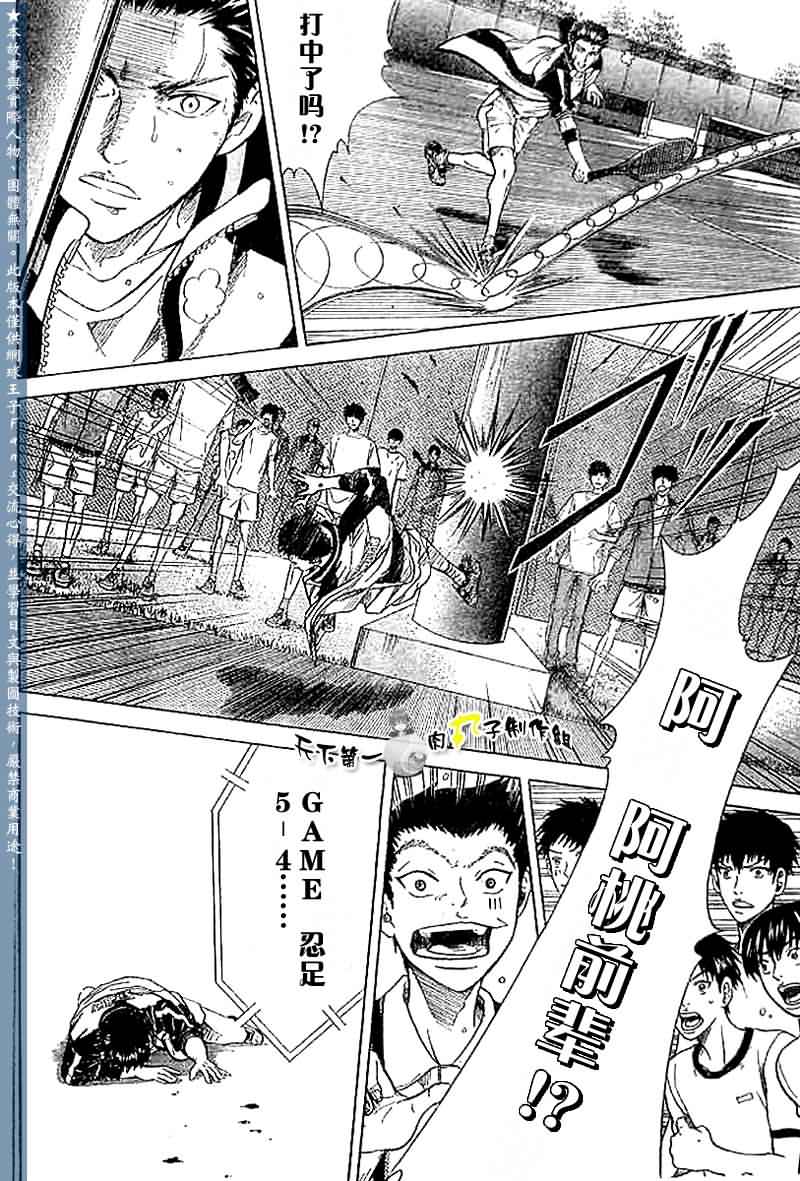 打中了吗!?
阿
阿桃前辈!?
GAME 忍足
5-4……
天下第一
肉丸子制作組
★本故事與實際人物、團體無關。此版本僅供網球王子Fans交流心得，並學習日文與製圖技術，嚴禁商業用途！